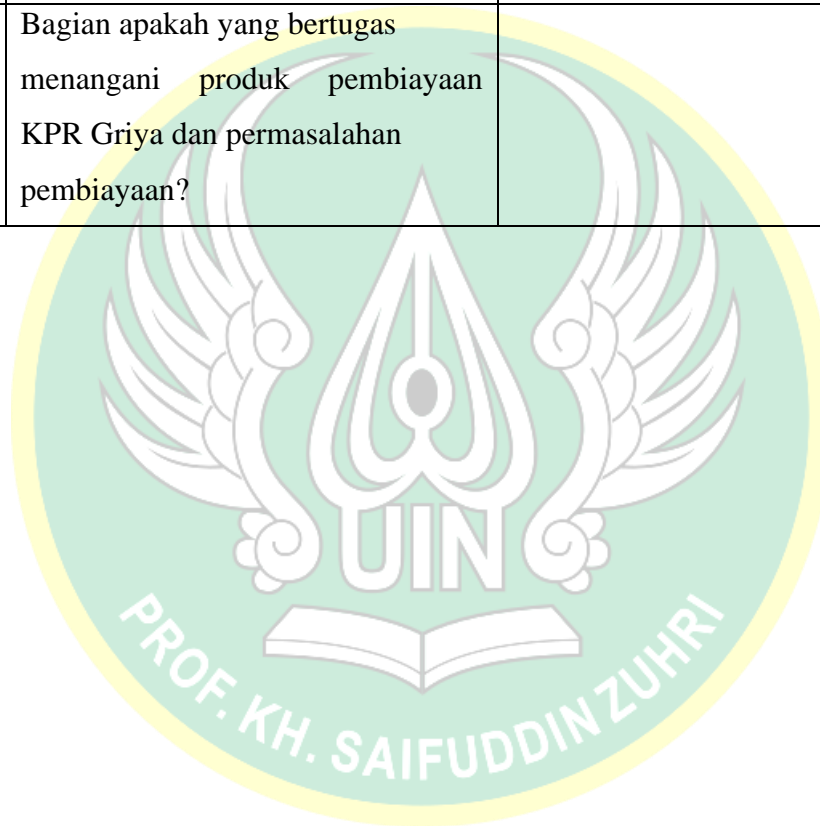 Bagian apakah yang bertugas
menangani produk pembiayaan
KPR Griya dan permasalahan
pembiayaan?
UIN
PROF. KH. SAIFUDDIN ZUHRI